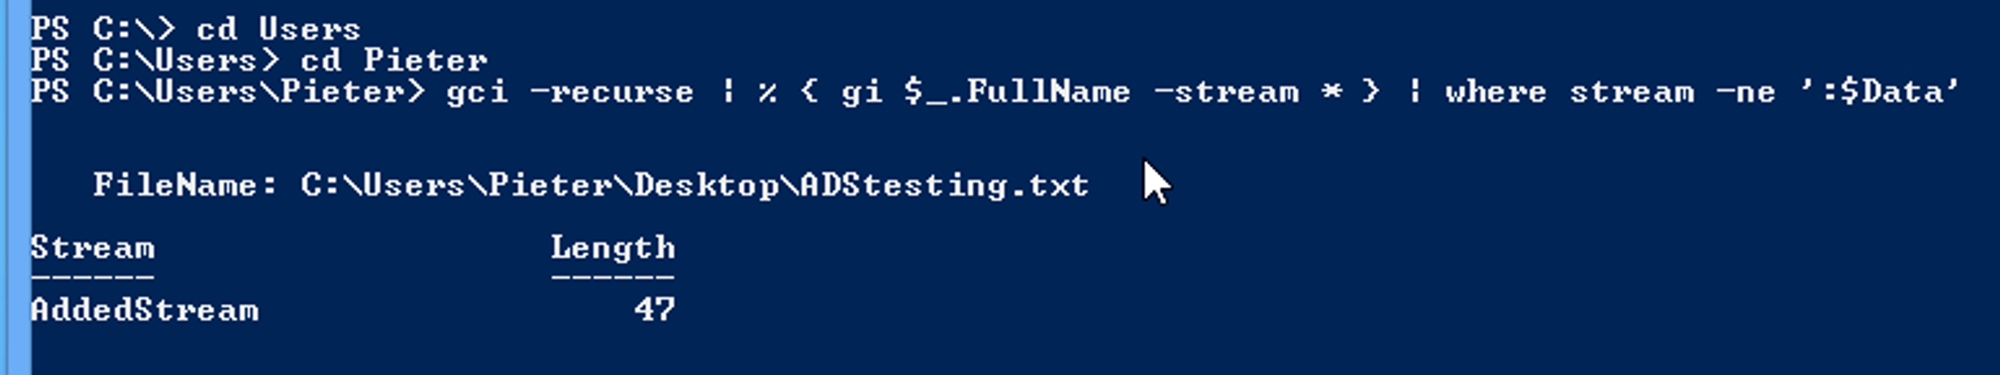 PS C:\> cd Users
PS C:\Users> cd Pieter
PS C:\Users\Pieter> gci -recurse | % { gi $_.FullName -stream * } | where stream -ne ':$Data'
FileName: C:\Users\Pieter\Desktop\ADStesting.txt
Stream Length
------ ------
AddedStream 47